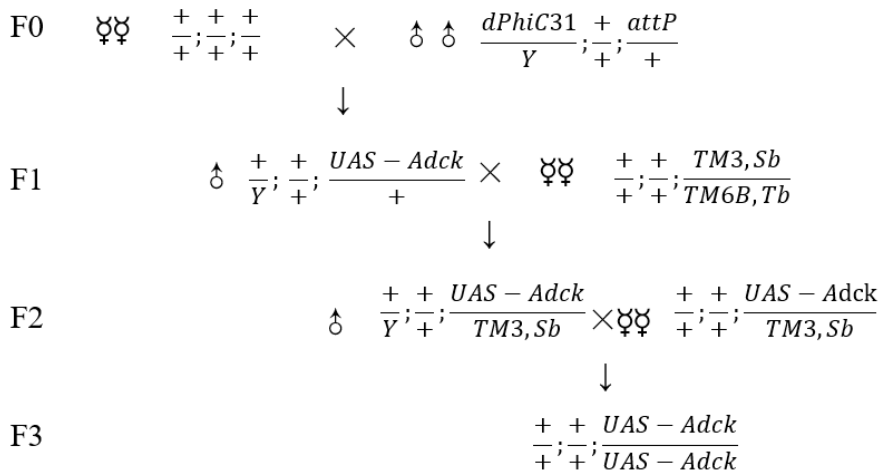 F0 ☿☿ +/+;+/+;+/+ × ♂ ♂ dPhiC31/Y;+/+;attP/+
↓
F1 ♂ +/Y;+/+;UAS − Adck/+ × ☿☿ +/+;+/+;TM3,Sb/TM6B,Tb
↓
F2 ♂ +/Y;+/+;UAS − Adck/TM3,Sb ×☿☿ +/+;+/+;UAS − Adck/TM3,Sb
↓
F3 +/+;+/+;UAS − Adck/UAS − Adck